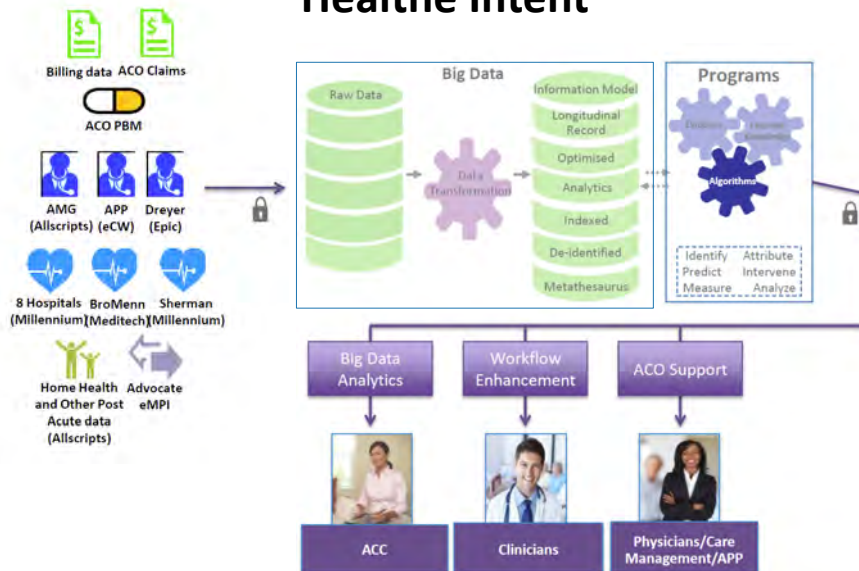 Healthe Intent
Billing data ACO Claims
ACO PBM
AMG
(Allscripts)
APP
(eCW)
Dreyer
(Epic)
8 Hospitals
(Millennium)
BroMenn
(Meditech)
Sherman
(Millennium)
Home Health
and Other Post
Acute data
(Allscripts)
Advocate
eMPI
Big Data
Raw Data
Data
Transformation
Information Model
Longitudinal
Record
Optimised
Analytics
Indexed
De-identified
Metathesaurus
Programs
Algorithms
Identify Attribute
Predict Intervene
Measure Analyze
Big Data
Analytics
Workflow
Enhancement
ACO Support
ACC
Clinicians
Physicians/Care
Management/APP